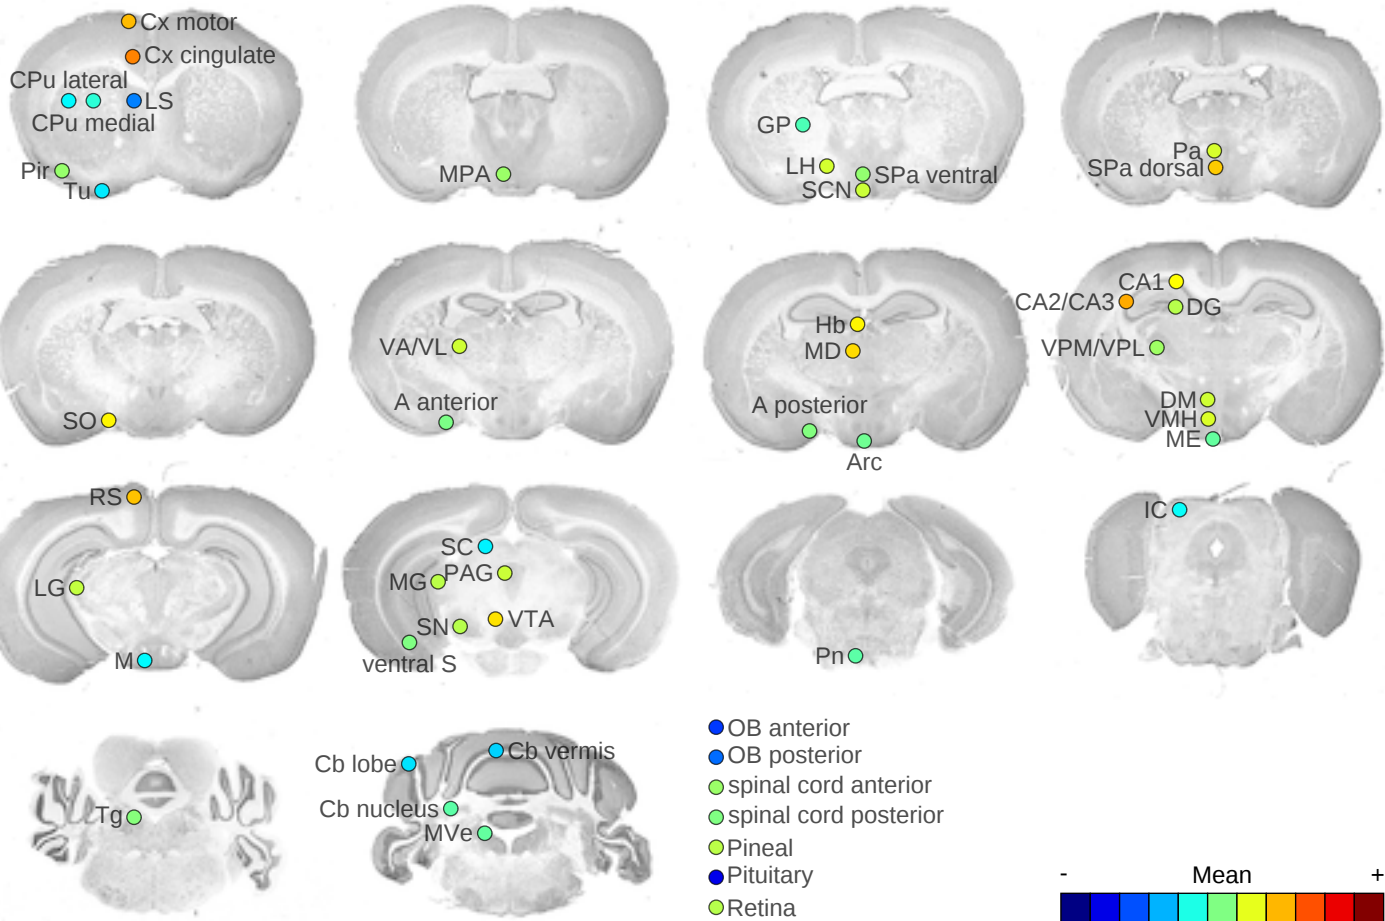 Cx motor
Cx cingulate
CPu lateral
LS
CPu medial
Pir
Tu
MPA
GP
LH
SPa ventral
SCN
Pa
SPa dorsal
SO
VA/VL
A anterior
Hb
MD
A posterior
Arc
CA1
CA2/CA3
DG
VPM/VPL
DM
VMH
ME
RS
LG
M
SC
PAG
MG
VTA
SN
ventral S
Pn
IC
Tg
Cb vermis
Cb lobe
Cb nucleus
MVe
OB anterior
OB posterior
spinal cord anterior
spinal cord posterior
Pineal
Pituitary
Retina
- Mean +